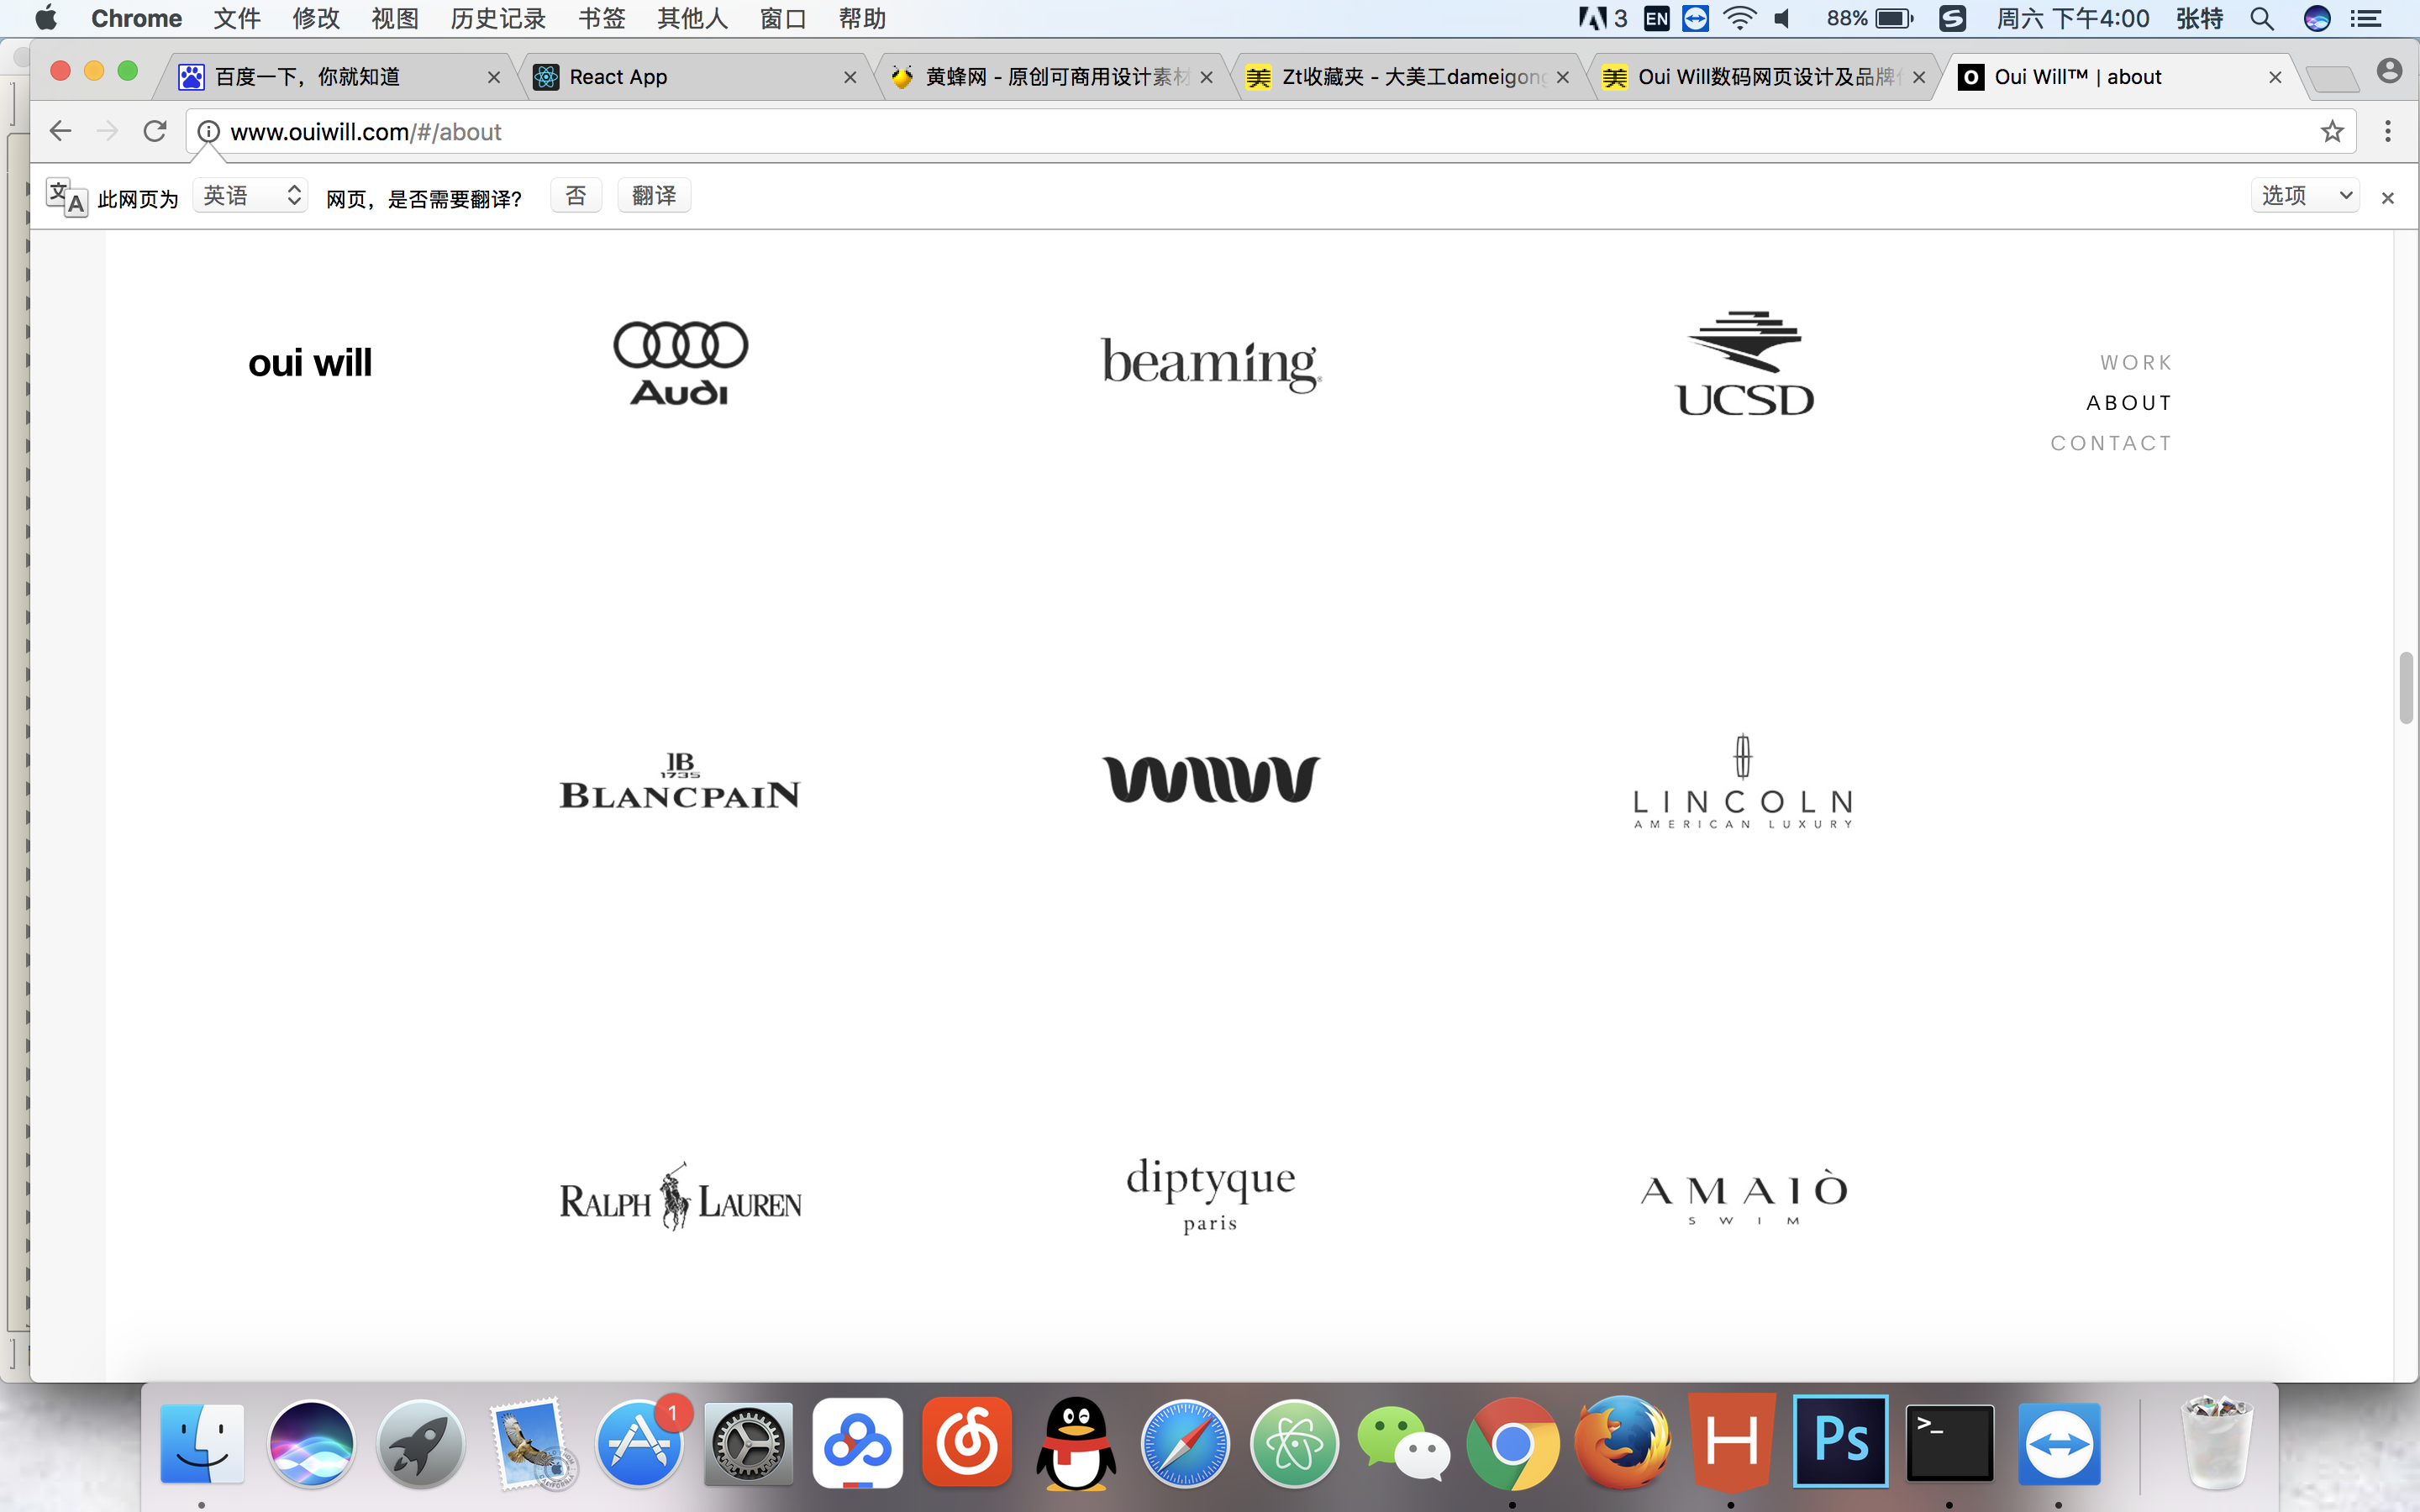 Chrome 文件 修改 视图 历史记录 书签 其他人 窗口 帮助 3 EN 88% 周六 下午4:00 张特
百度一下，你就知道 React App 黄蜂网 - 原创可商用设计素材 Zt收藏夹 - 大美工dameigong Oui Will数码网页设计及品牌 Oui Will™ | about
www.ouiwill.com/#/about
此网页为 英语 网页，是否需要翻译? 否 翻译 选项
oui will
Audi
beaming
UCSD
WORK
ABOUT
CONTACT
JB
1735
BLANCPAIN
LINCOLN
AMERICAN LUXURY
RALPH LAUREN
diptyque
paris
AMAIÒ
SWIM
1
H
Ps
>_